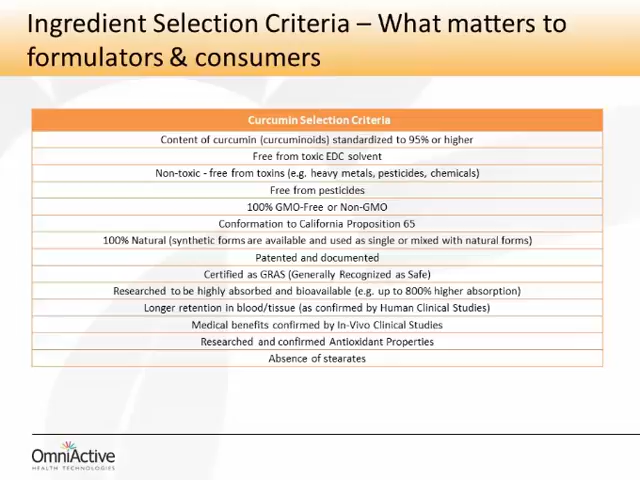 Ingredient Selection Criteria – What matters to
formulators & consumers
Curcumin Selection Criteria
Content of curcumin (curcuminoids) standardized to 95% or higher
Free from toxic EDC solvent
Non-toxic - free from toxins (e.g. heavy metals, pesticides, chemicals)
Free from pesticides
100% GMO-Free or Non-GMO
Conformation to California Proposition 65
100% Natural (synthetic forms are available and used as single or mixed with natural forms)
Patented and documented
Certified as GRAS (Generally Recognized as Safe)
Researched to be highly absorbed and bioavailable (e.g. up to 800% higher absorption)
Longer retention in blood/tissue (as confirmed by Human Clinical Studies)
Medical benefits confirmed by In-Vivo Clinical Studies
Researched and confirmed Antioxidant Properties
Absence of stearates
OmniActive
HEALTH TECHNOLOGIES